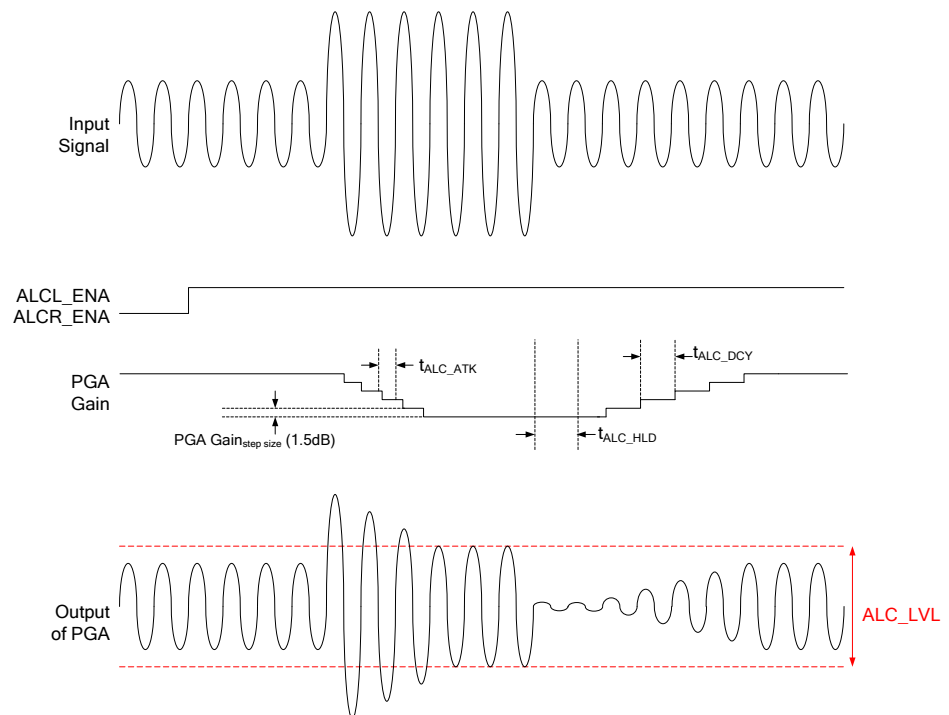 Input
Signal
ALCL_ENA
ALCR_ENA
PGA
Gain
tALC_ATK
tALC_DCY
tALC_HLD
PGA Gainstep size (1.5dB)
Output
of PGA
ALC_LVL